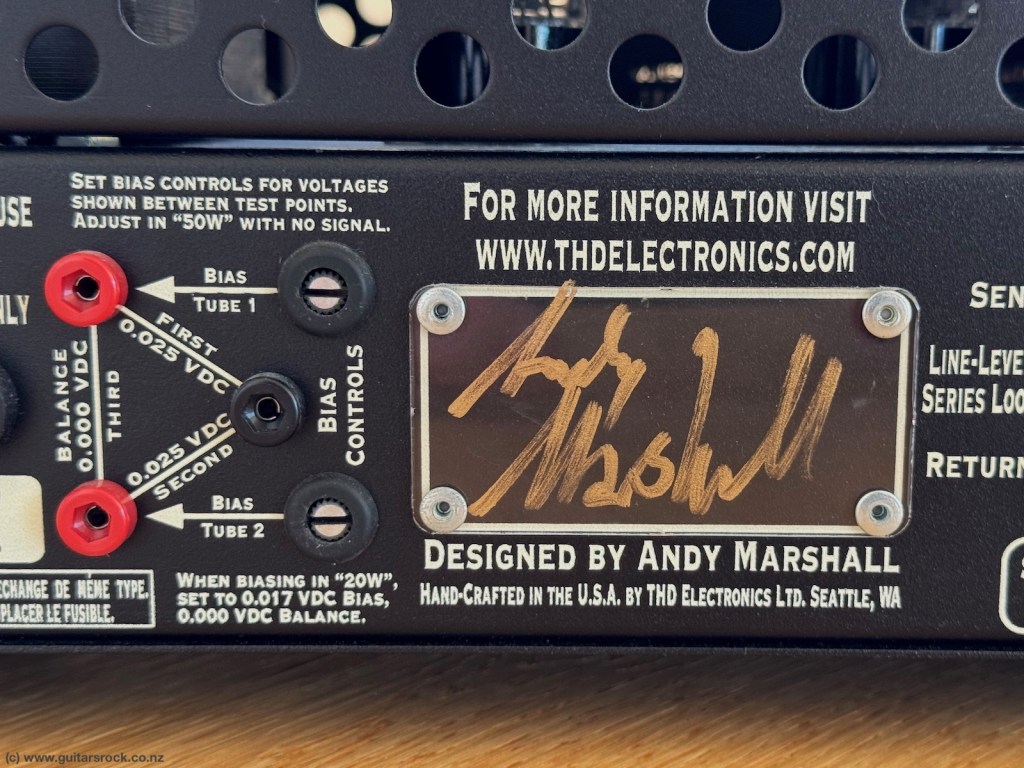 SET BIAS CONTROLS FOR VOLTAGES
SHOWN BETWEEN TEST POINTS.
ADJUST IN "50W" WITH NO SIGNAL.
BIAS
TUBE 1
FIRST
0.025 VDC
BALANCE
0.000 VDC
THIRD
0.025 VDC
SECOND
BIAS
CONTROLS
BIAS
TUBE 2
WHEN BIASING IN "20W",
SET TO 0.017 VDC BIAS,
0.000 VDC BALANCE.
ECHANGE DE MÉME TYPE.
PLACER LE FUSIBLE.
FOR MORE INFORMATION VISIT
WWW.THDELECTRONICS.COM
Andy
Marshall
DESIGNED BY ANDY MARSHALL
HAND-CRAFTED IN THE U.S.A. BY THD ELECTRONICS LTD. SEATTLE, WA
SEN
LINE-LEVE
SERIES LOO
RETURN
(c) www.guitarsrock.co.nz